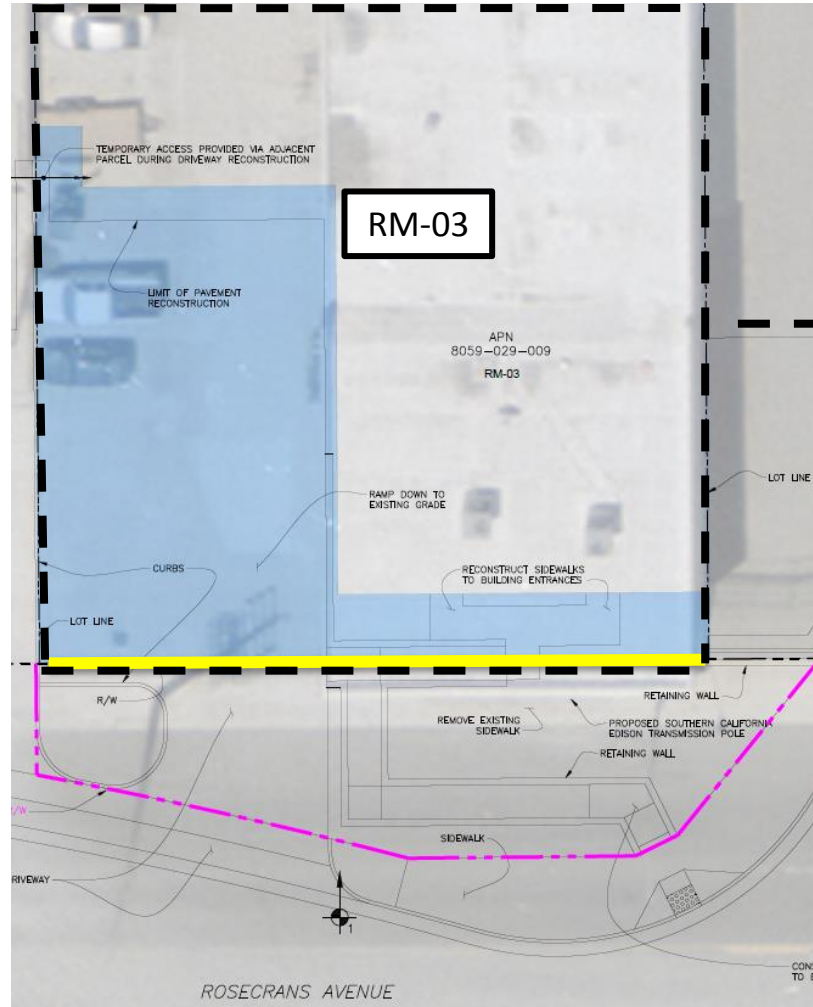 TEMPORARY ACCESS PROVIDED VIA ADJACENT
PARCEL DURING DRIVEWAY RECONSTRUCTION
RM-03
LIMIT OF PAVEMENT
RECONSTRUCTION
APN
8059-029-009
RM-03
LOT LINE
RAMP DOWN TO
EXISTING GRADE
CURBS
RECONSTRUCT SIDEWALKS
TO BUILDING ENTRANCES
LOT LINE
R/W
RETAINING WALL
REMOVE EXISTING
SIDEWALK
PROPOSED SOUTHERN CALIFORNIA
EDISON TRANSMISSION POLE
RETAINING WALL
/W
SIDEWALK
RIVEWAY
1
CONS
TO E
ROSECRANS AVENUE